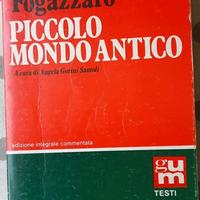 Fogazzaro
PICCOLO
MONDO ANTICO
A cura di Angela Gorini Santoli
edizione integrale commentata
gum
TESTI